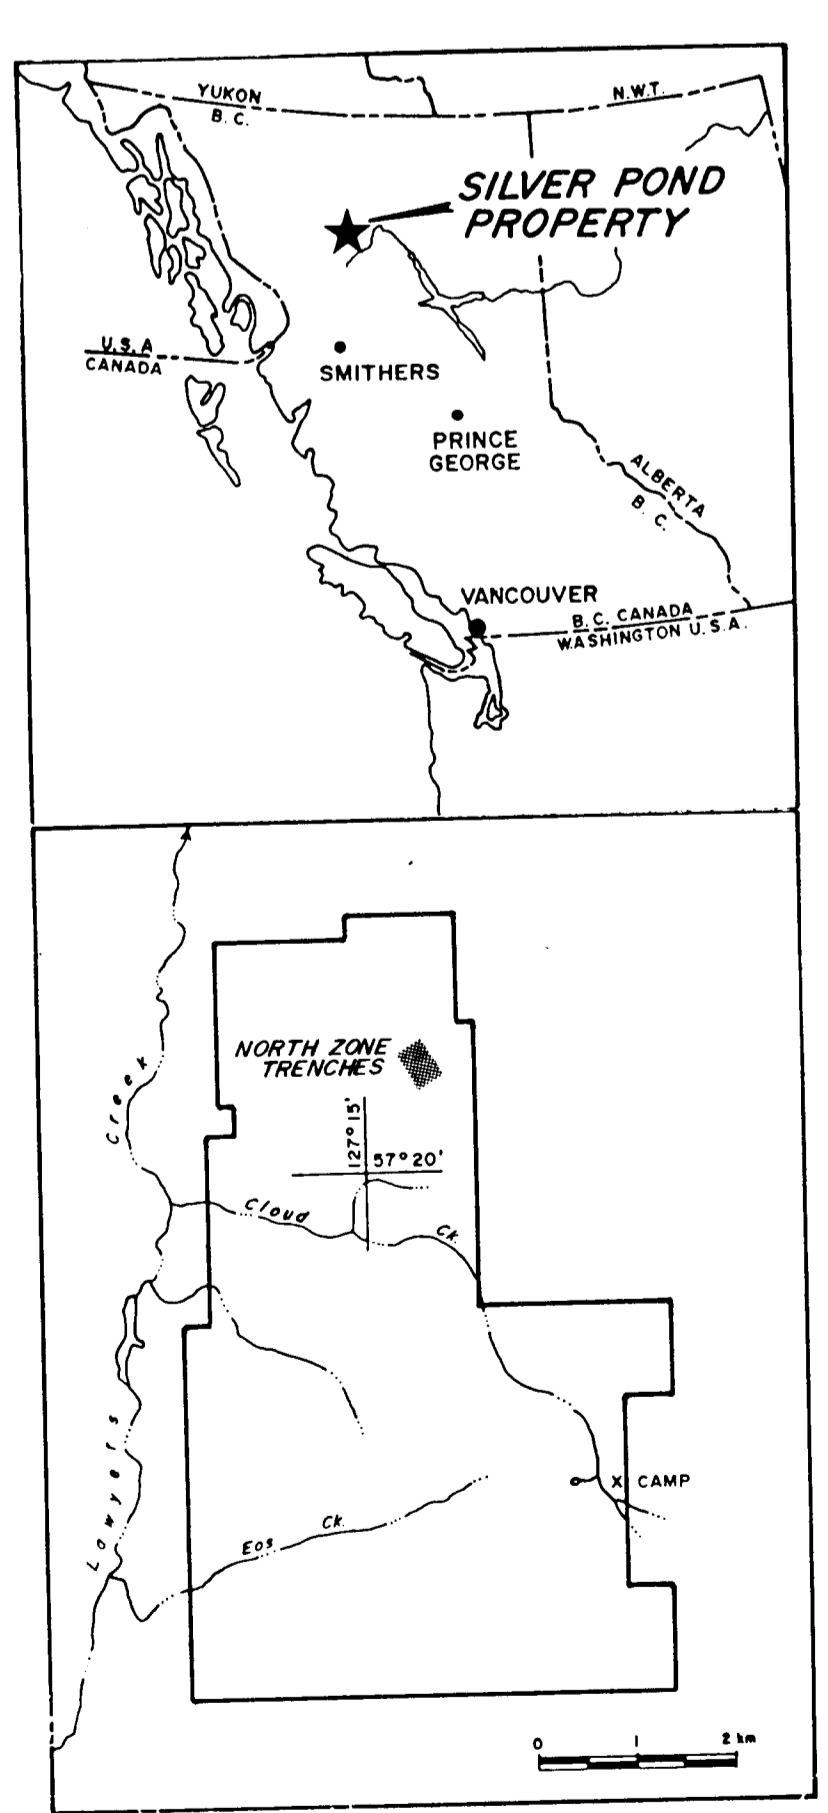 YUKON
B.C.
N.W.T.
SILVER POND
PROPERTY
U.S.A
CANADA
SMITHERS
PRINCE
GEORGE
ALBERTA
B. C.
VANCOUVER
B.C. CANADA
WASHINGTON U.S.A.
NORTH ZONE
TRENCHES
Creek
127° 15'
57° 20'
Cloud
Ck.
Lowyers
X CAMP
Eos
Ck.
0 1 2 km